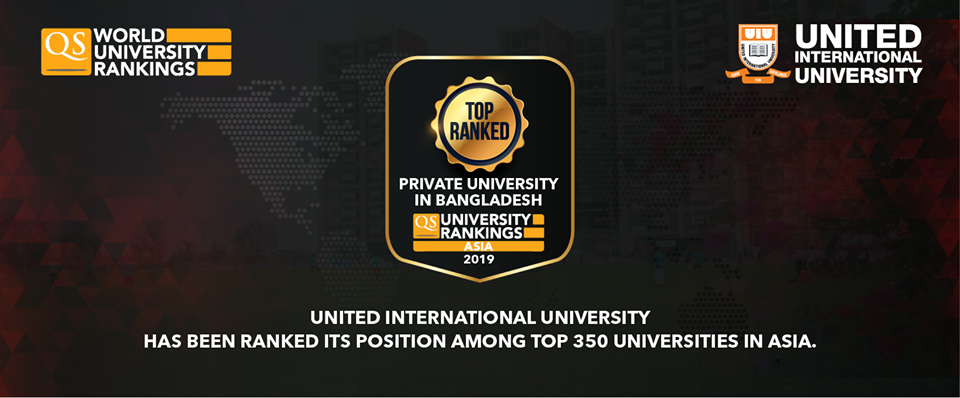 QS WORLD
UNIVERSITY
RANKINGS
UIU
UNITED
INTERNATIONAL
UNIVERSITY
TOP
RANKED
PRIVATE UNIVERSITY
IN BANGLADESH
QS UNIVERSITY
RANKINGS
ASIA
2019
UNITED INTERNATIONAL UNIVERSITY
HAS BEEN RANKED ITS POSITION AMONG TOP 350 UNIVERSITIES IN ASIA.